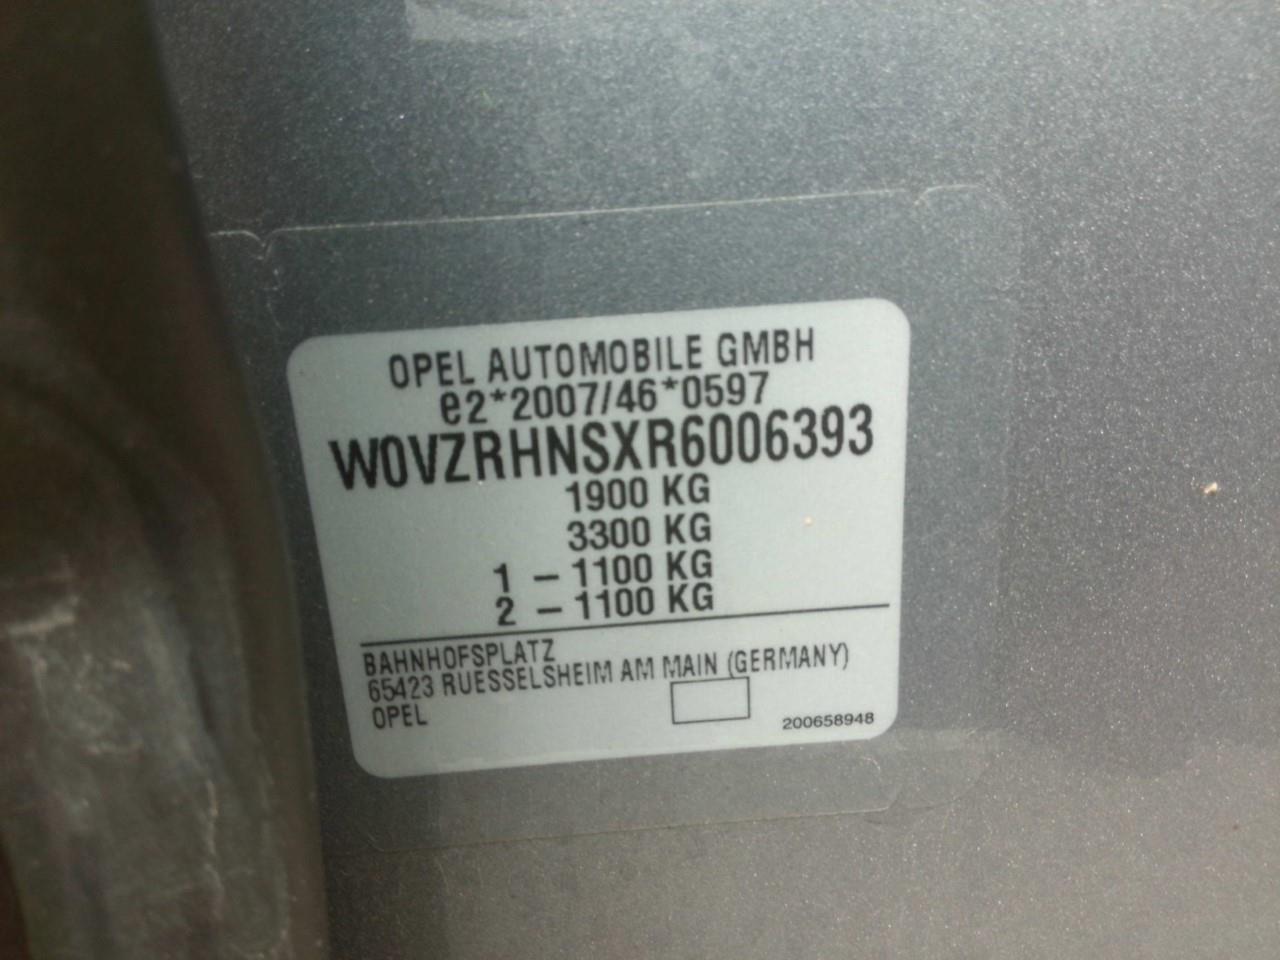 OPEL AUTOMOBILE GMBH
e2*2007/46*0597
W0VZRHNSXR6006393
1900 KG
3300 KG
1 – 1100 KG
2 – 1100 KG
BAHNHOFSPLATZ
65423 RUESSELSHEIM AM MAIN (GERMANY)
OPEL
200658948